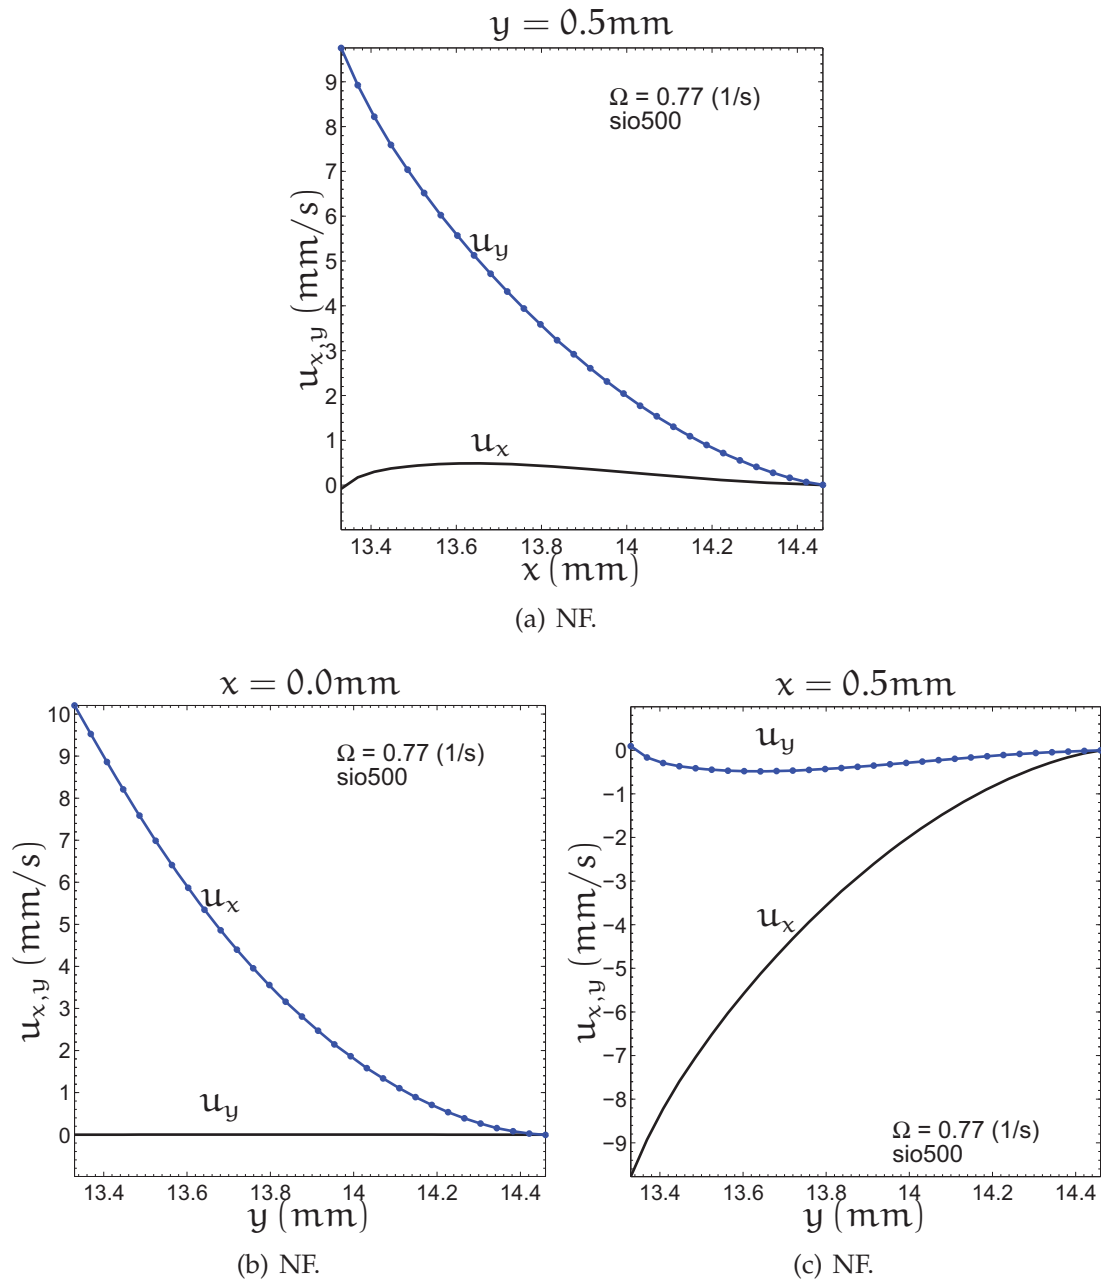 y = 0.5mm
9
8
7
6
5
4
3
2
1
0
Ω = 0.77 (1/s)
sio500
u_y
u_x
u_{x,y} (mm/s)
13.4 13.6 13.8 14 14.2 14.4
x (mm)
(a) NF.
x = 0.0mm
10
9
8
7
6
5
4
3
2
1
0
Ω = 0.77 (1/s)
sio500
u_x
u_y
u_{x,y} (mm/s)
13.4 13.6 13.8 14 14.2 14.4
y (mm)
(b) NF.
x = 0.5mm
0
−1
−2
−3
−4
−5
−6
−7
−8
−9
u_y
u_x
Ω = 0.77 (1/s)
sio500
u_{x,y} (mm/s)
13.4 13.6 13.8 14 14.2 14.4
y (mm)
(c) NF.